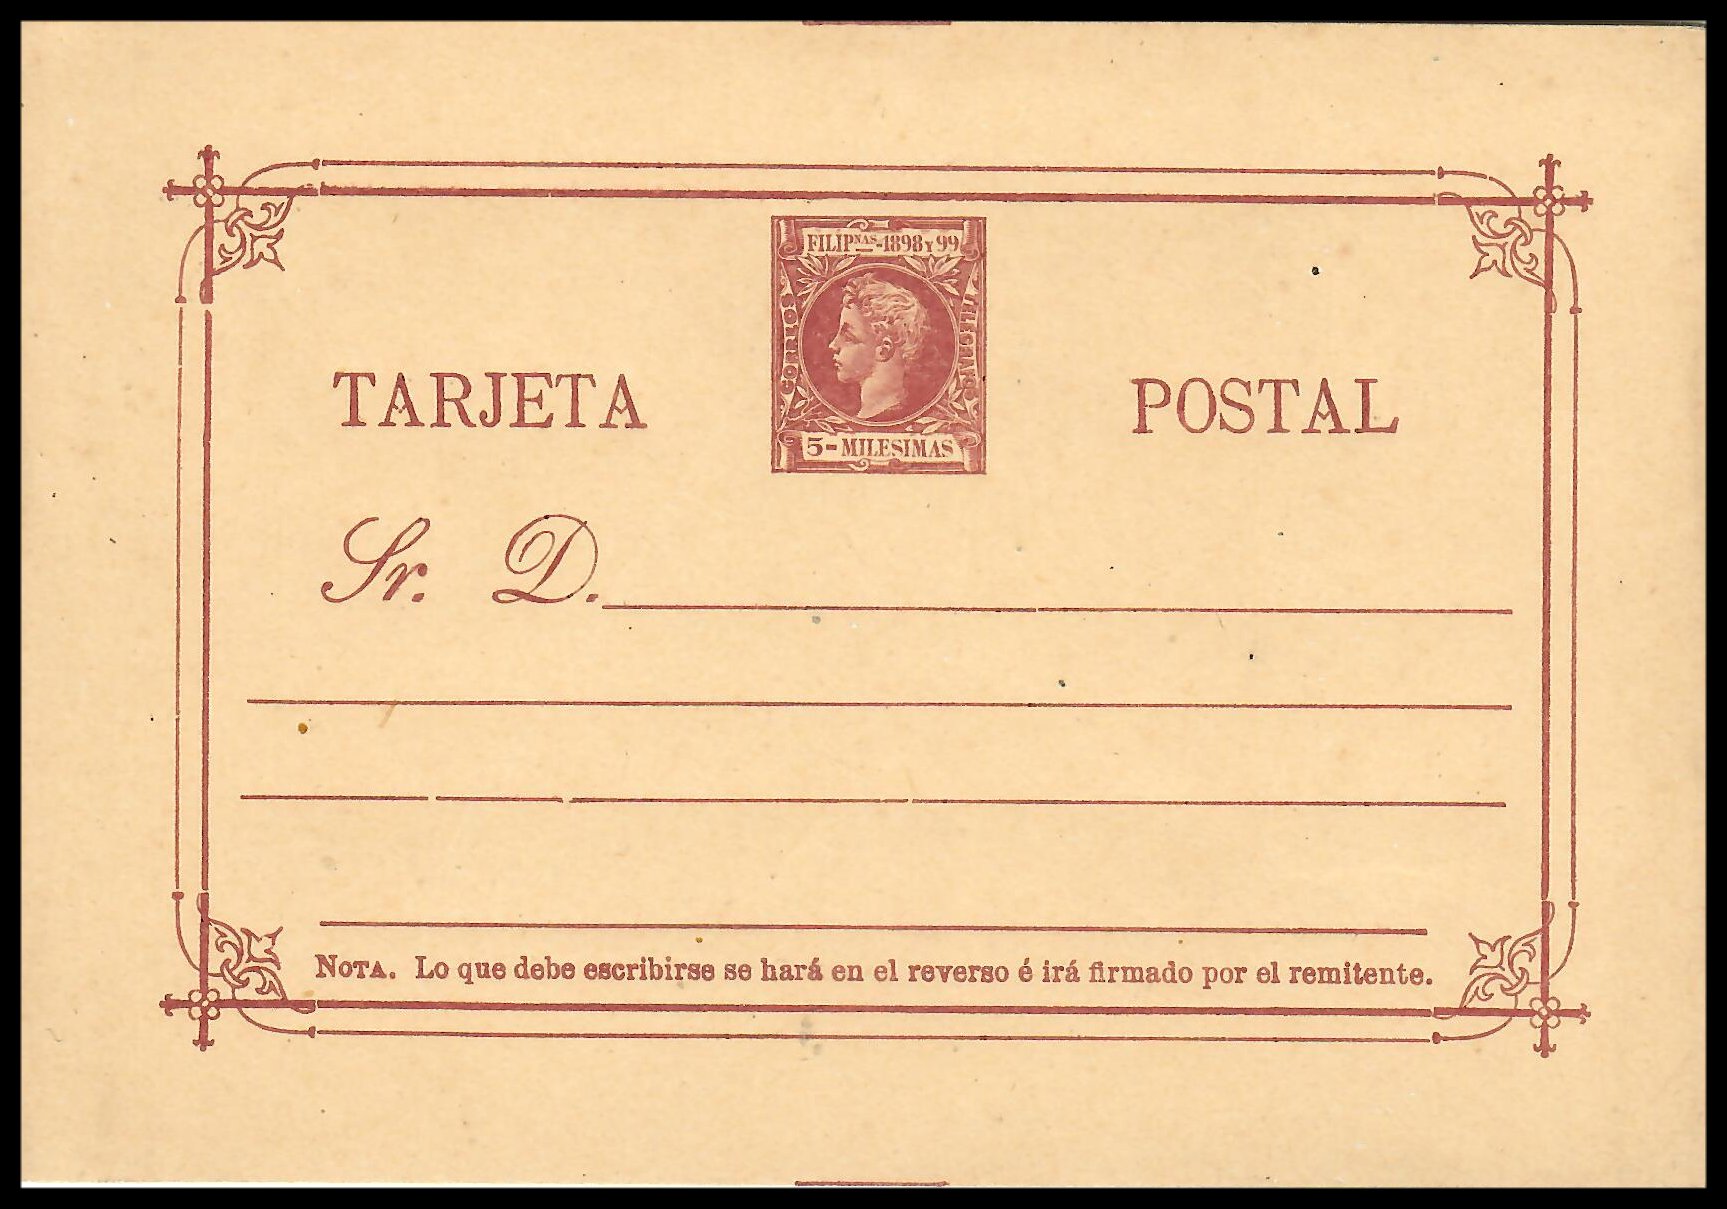 FILIPNAS-1898 Y 99
CORREOS
TELEGRAFOS
5-MILESIMAS
TARJETA POSTAL
Sr. D.
NOTA. Lo que debe escribirse se hará en el reverso é irá firmado por el remitente.